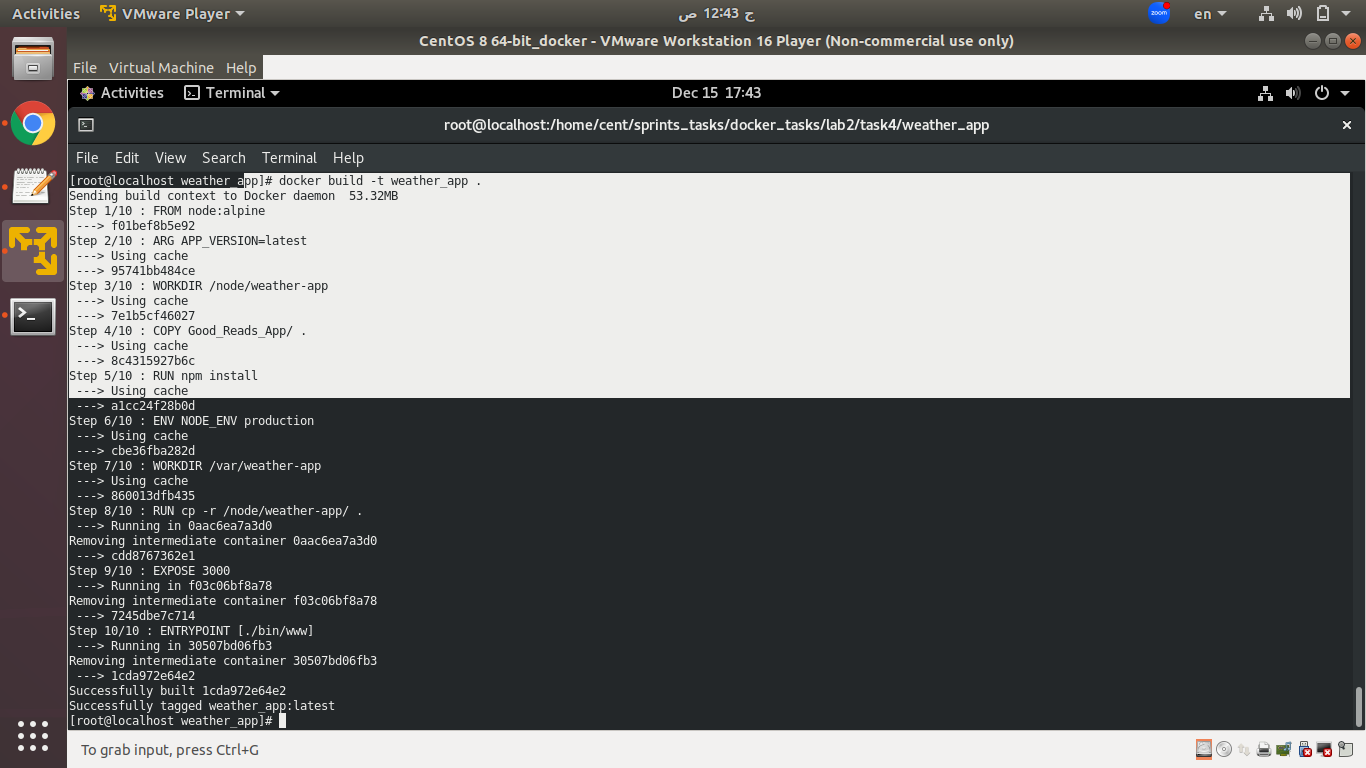 Activities VMware Player ج 12:43 ص zoom en
CentOS 8 64-bit_docker - VMware Workstation 16 Player (Non-commercial use only)
File Virtual Machine Help
Activities Terminal Dec 15 17:43
root@localhost:/home/cent/sprints_tasks/docker_tasks/lab2/task4/weather_app
File Edit View Search Terminal Help
[root@localhost weather_app]# docker build -t weather_app .
Sending build context to Docker daemon  53.32MB
Step 1/10 : FROM node:alpine
 ---> f01bef8b5e92
Step 2/10 : ARG APP_VERSION=latest
 ---> Using cache
 ---> 95741bb484ce
Step 3/10 : WORKDIR /node/weather-app
 ---> Using cache
 ---> 7e1b5cf46027
Step 4/10 : COPY Good_Reads_App/ .
 ---> Using cache
 ---> 8c4315927b6c
Step 5/10 : RUN npm install
 ---> Using cache
 ---> a1cc24f28b0d
Step 6/10 : ENV NODE_ENV production
 ---> Using cache
 ---> cbe36fba282d
Step 7/10 : WORKDIR /var/weather-app
 ---> Using cache
 ---> 860013dfb435
Step 8/10 : RUN cp -r /node/weather-app/ .
 ---> Running in 0aac6ea7a3d0
Removing intermediate container 0aac6ea7a3d0
 ---> cdd8767362e1
Step 9/10 : EXPOSE 3000
 ---> Running in f03c06bf8a78
Removing intermediate container f03c06bf8a78
 ---> 7245dbe7c714
Step 10/10 : ENTRYPOINT [./bin/www]
 ---> Running in 30507bd06fb3
Removing intermediate container 30507bd06fb3
 ---> 1cda972e64e2
Successfully built 1cda972e64e2
Successfully tagged weather_app:latest
[root@localhost weather_app]#
To grab input, press Ctrl+G